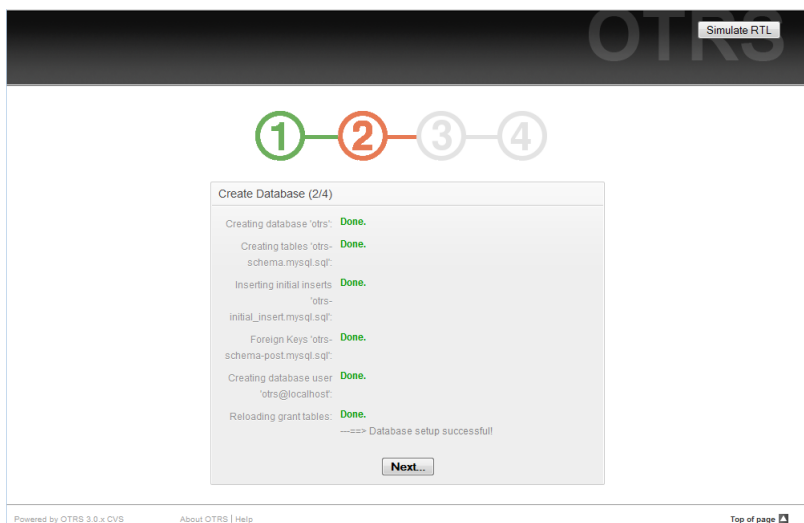 OTRS
Simulate RTL
1 2 3 4
Create Database (2/4)
Creating database 'otrs': Done.
Creating tables 'otrs- Done.
schema.mysql.sql':
Inserting initial inserts Done.
'otrs-
initial_insert.mysql.sql':
Foreign Keys 'otrs- Done.
schema-post.mysql.sql':
Creating database user Done.
'otrs@localhost':
Reloading grant tables: Done.
---==> Database setup successful!
Next...
Powered by OTRS 3.0.x CVS About OTRS | Help Top of page